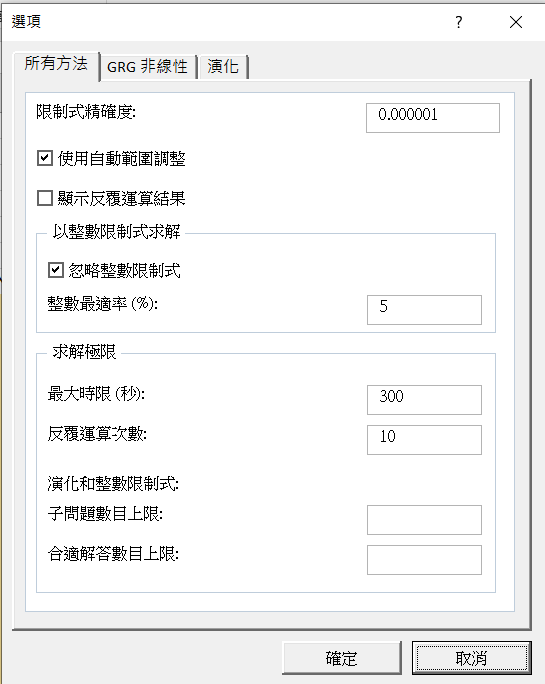 選項
?
所有方法 GRG 非線性 演化
限制式精確度: 0.000001
使用自動範圍調整
顯示反覆運算結果
以整數限制式求解
忽略整數限制式
整數最適率 (%): 5
求解極限
最大時限 (秒): 300
反覆運算次數: 10
演化和整數限制式:
子問題數目上限:
合適解答數目上限:
確定 取消